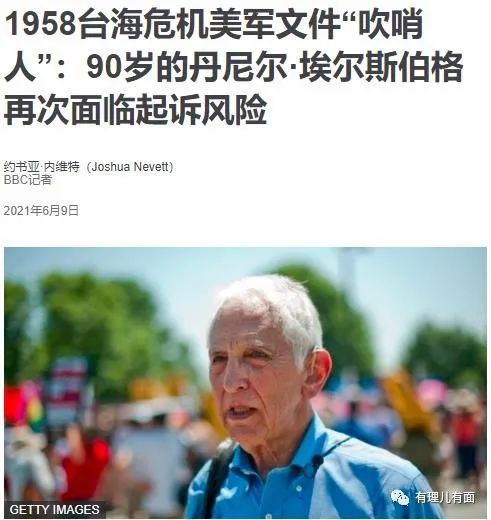 1958台海危机美军文件“吹哨
人”：90岁的丹尼尔·埃尔斯伯格
再次面临起诉风险
约书亚·内维特（Joshua Nevett）
BBC记者
2021年6月9日
GETTY IMAGES
有理儿有面